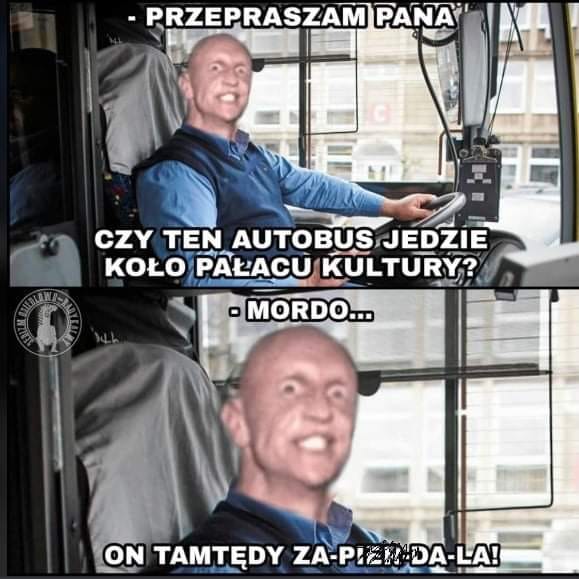 - PRZEPRASZAM PANA
CZY TEN AUTOBUS JEDZIE
KOŁO PAŁACU KULTURY?
- MORDO...
ON TAMTĘDY